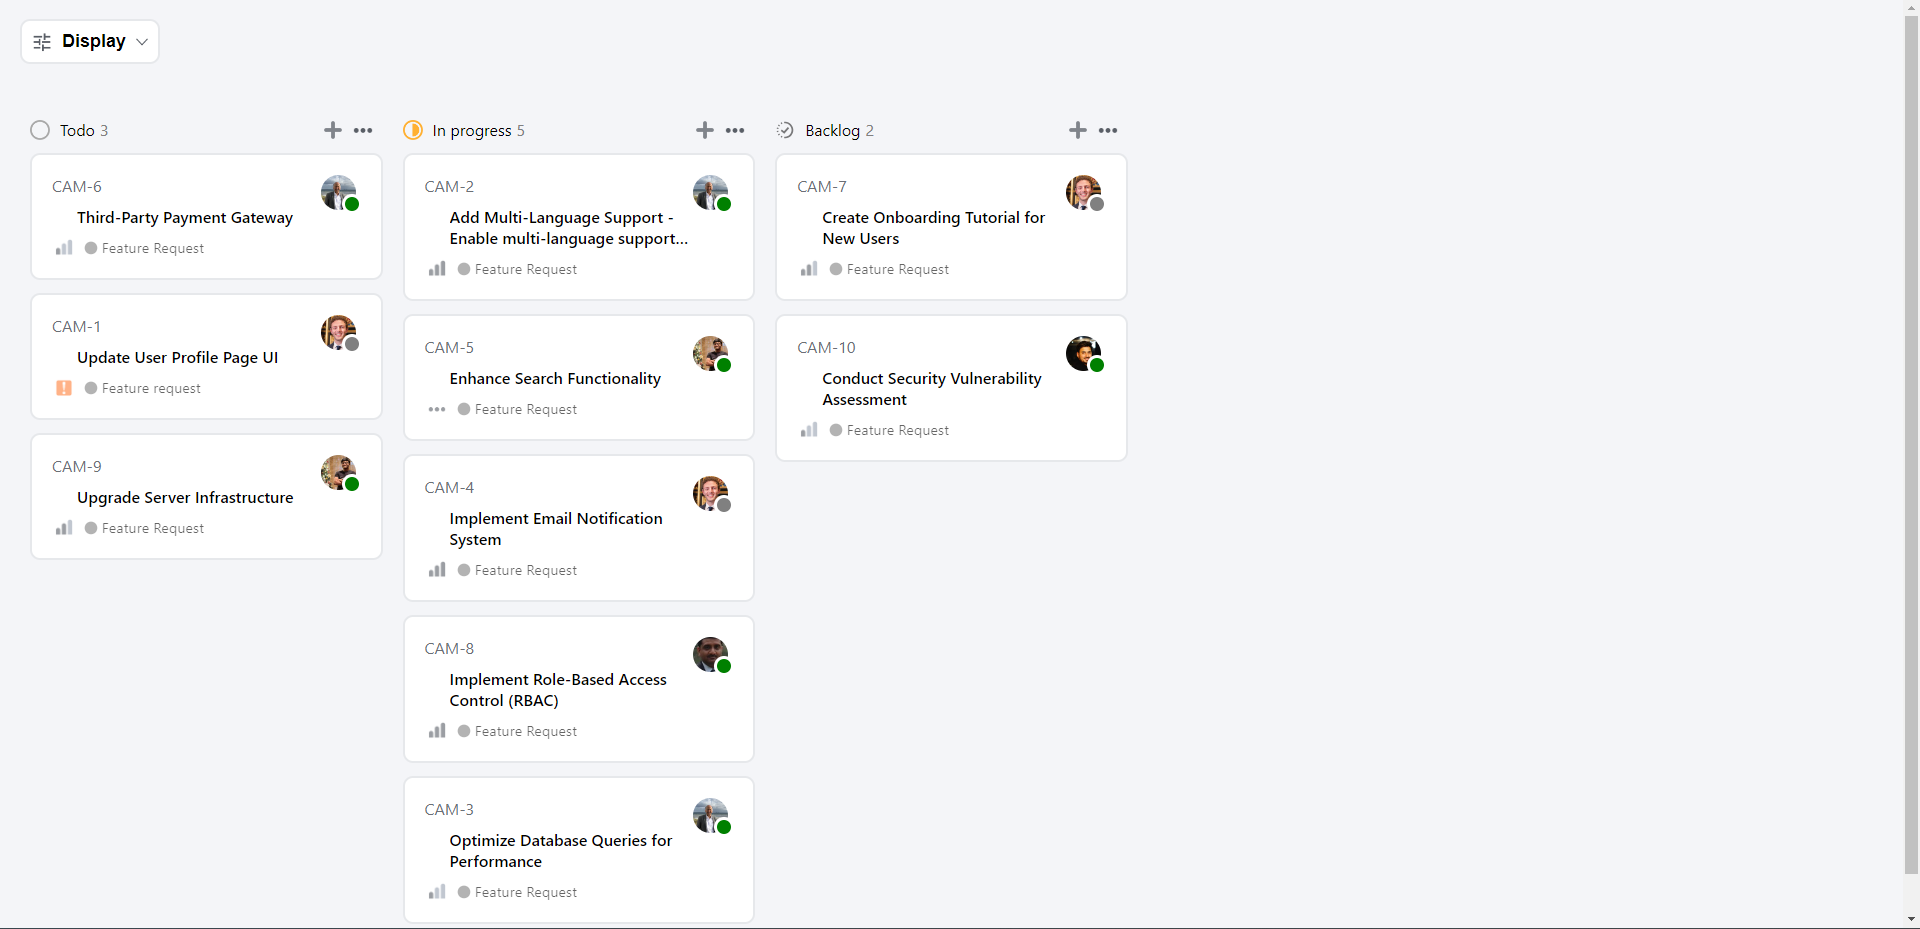 Display
Todo 3
CAM-6
Third-Party Payment Gateway
Feature Request
CAM-1
Update User Profile Page UI
Feature request
CAM-9
Upgrade Server Infrastructure
Feature Request
In progress 5
CAM-2
Add Multi-Language Support -
Enable multi-language support...
Feature Request
CAM-5
Enhance Search Functionality
Feature Request
CAM-4
Implement Email Notification
System
Feature Request
CAM-8
Implement Role-Based Access
Control (RBAC)
Feature Request
CAM-3
Optimize Database Queries for
Performance
Feature Request
Backlog 2
CAM-7
Create Onboarding Tutorial for
New Users
Feature Request
CAM-10
Conduct Security Vulnerability
Assessment
Feature Request